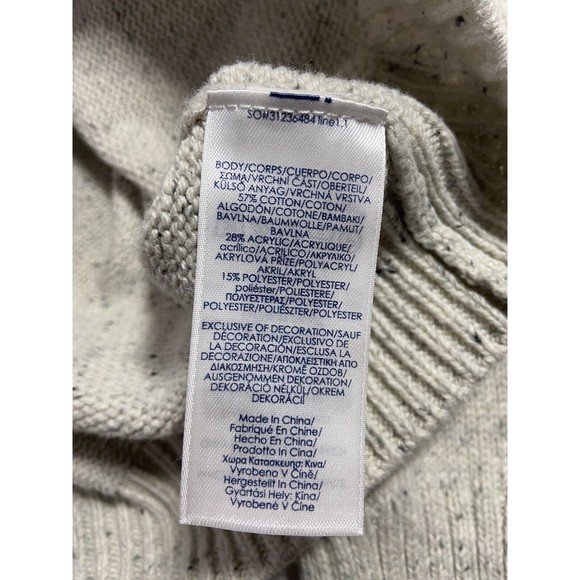 SO#31236484 line1.1
BODY/CORPS/CUERPO/CORPO/
ΣΩΜΑ/VRCHNÍ ČÁST/OBERTEIL/
KÜLSŐ ANYAG/VRCHNÁ VRSTVA
57% COTTON/COTON/
ALGODÓN/COTONE/BAMBAKI/
BAVLNA/BAUMWOLLE/PAMUT/
BAVLNA
28% ACRYLIC/ACRYLIQUE/
acrílico/ACRILICO/ΑΚΡΥΛΙΚΟ/
AKRYLOVÁ PŘÍZE/POLYACRYL/
AKRIL/AKRYL
15% POLYESTER/POLYESTER/
poliéster/POLIESTERE/
ΠΟΛΥΕΣΤΕΡΑΣ/POLYESTER/
POLYESTER/POLIÉSZTER/POLYESTER
EXCLUSIVE OF DECORATION/SAUF
DÉCORATION/EXCLUSIVO DE
LA DECORACIÓN/ESCLUSA LA
DECORAZIONE/ΑΠΟΚΛΕΙΣΤΙΚΗ ΑΠΟ
ΔΙΑΚΟΣΜΗΣΗ/KROMĚ OZDOB/
AUSGENOMMEN DEKORATION/
DEKORÁCIÓ NÉLKÜL/OKREM
DEKORÁCIÍ
Made In China/
Fabriqué En Chine/
Hecho En China/
Prodotto In Cina/
Χώρα Κατασκευης: Κινα/
Vyrobeno V Číně/
Hergestellt In China/
Gyártási Hely: Kína/
Vyrobené V Číne